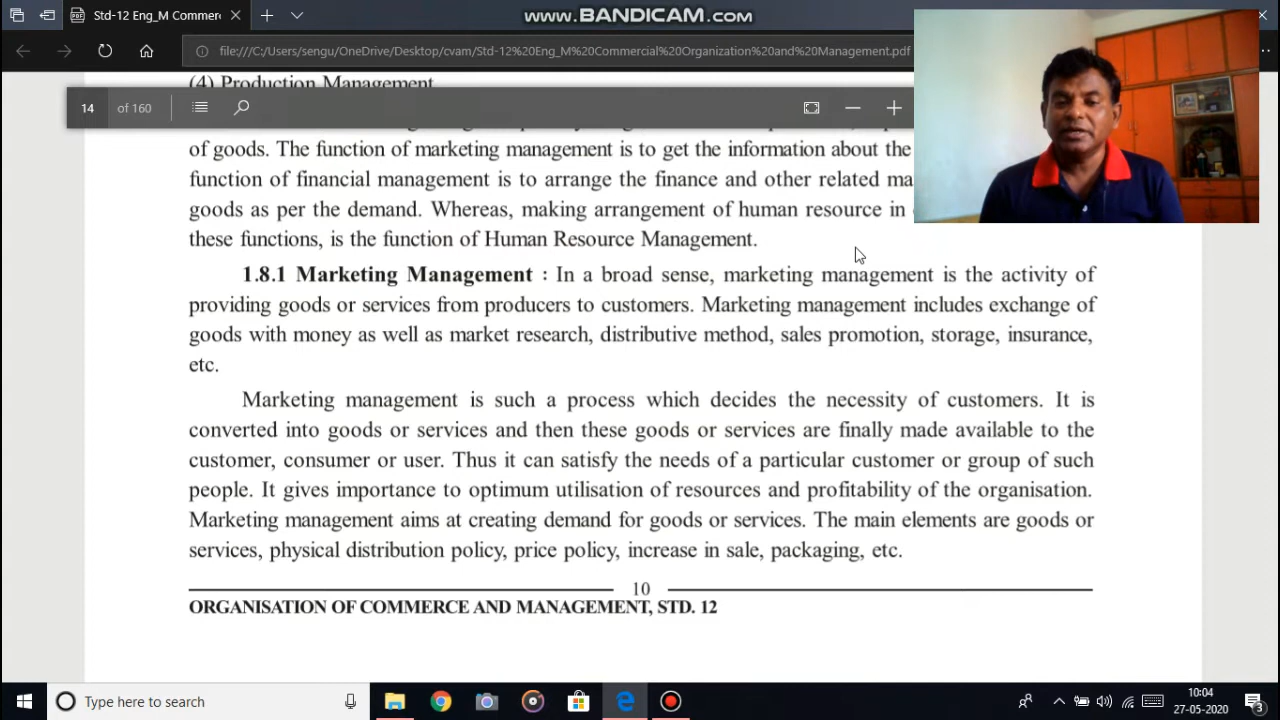 Std-12 Eng_M Commerc
www.BANDICAM.com
file:///C:/Users/sengu/OneDrive/Desktop/cvam/Std-12%20Eng_M%20Commercial%20Organization%20and%20Management.pdf
(4) Production Management
14 of 160
of goods. The function of marketing management is to get the information about the
function of financial management is to arrange the finance and other related ma
goods as per the demand. Whereas, making arrangement of human resource in
these functions, is the function of Human Resource Management.
1.8.1 Marketing Management : In a broad sense, marketing management is the activity of
providing goods or services from producers to customers. Marketing management includes exchange of
goods with money as well as market research, distributive method, sales promotion, storage, insurance,
etc.
Marketing management is such a process which decides the necessity of customers. It is
converted into goods or services and then these goods or services are finally made available to the
customer, consumer or user. Thus it can satisfy the needs of a particular customer or group of such
people. It gives importance to optimum utilisation of resources and profitability of the organisation.
Marketing management aims at creating demand for goods or services. The main elements are goods or
services, physical distribution policy, price policy, increase in sale, packaging, etc.
10
ORGANISATION OF COMMERCE AND MANAGEMENT, STD. 12
Type here to search
10:04
27-05-2020
3